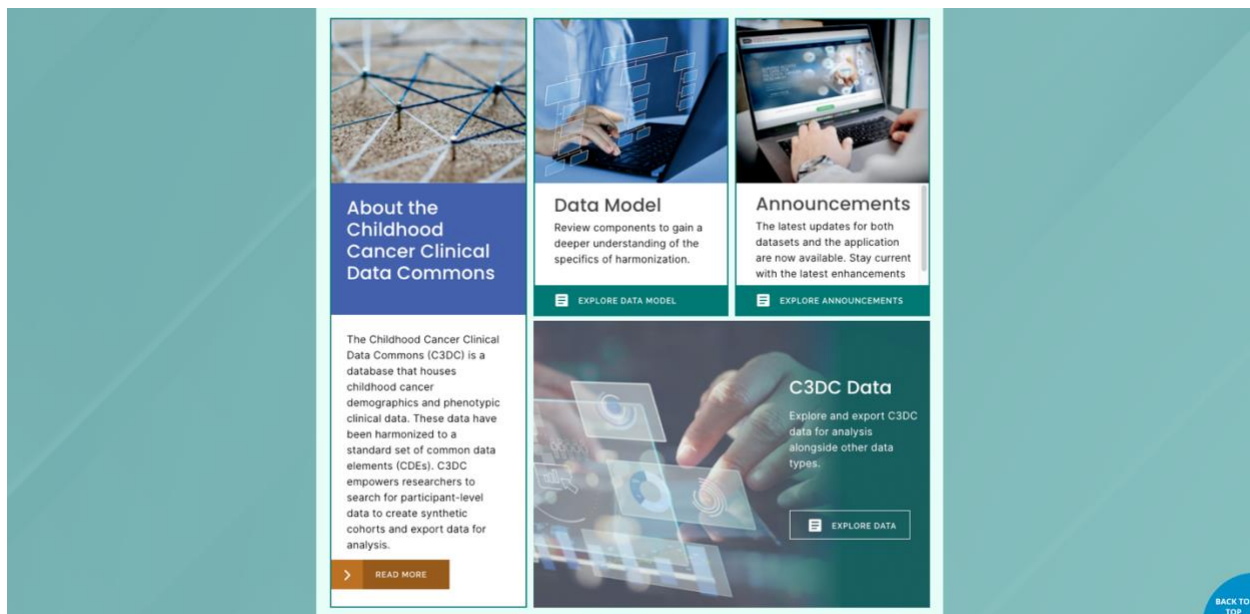 About the
Childhood
Cancer Clinical
Data Commons
The Childhood Cancer Clinical
Data Commons (C3DC) is a
database that houses
childhood cancer
demographics and phenotypic
clinical data. These data have
been harmonized to a
standard set of common data
elements (CDEs). C3DC
empowers researchers to
search for participant-level
data to create synthetic
cohorts and export data for
analysis.
READ MORE
Data Model
Review components to gain a
deeper understanding of the
specifics of harmonization.
EXPLORE DATA MODEL
Announcements
The latest updates for both
datasets and the application
are now available. Stay current
with the latest enhancements
EXPLORE ANNOUNCEMENTS
C3DC Data
Explore and export C3DC
data for analysis
alongside other data
types.
EXPLORE DATA
BACK TO
TOP